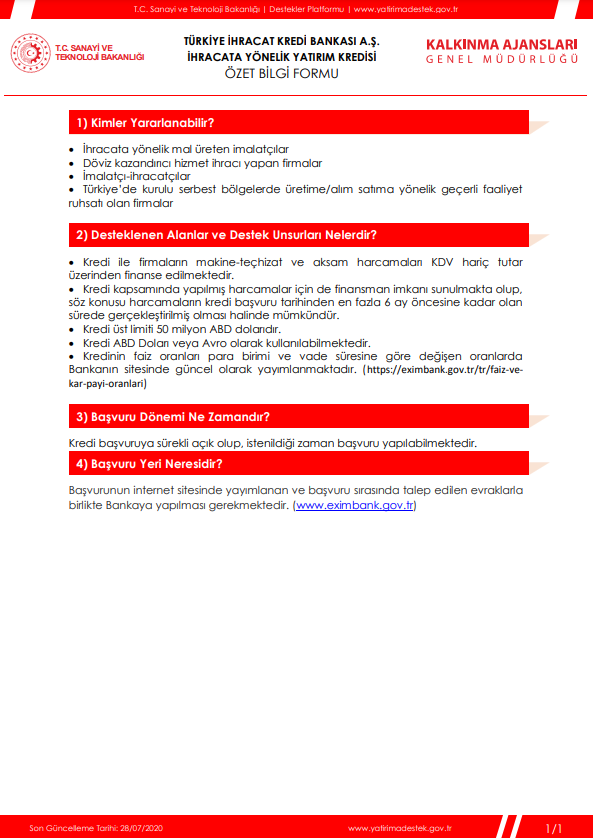 T.C. Sanayi ve Teknoloji Bakanlığı | Destekler Platformu | www.yatirimadestek.gov.tr
T.C. SANAYİ VE
TEKNOLOJİ BAKANLIĞI
TÜRKİYE İHRACAT KREDİ BANKASI A.Ş.
İHRACATA YÖNELİK YATIRIM KREDİSİ
ÖZET BİLGİ FORMU
KALKINMA AJANSLARI
GENEL MÜDÜRLÜĞÜ
1) Kimler Yararlanabilir?
• İhracata yönelik mal üreten imalatçılar
• Döviz kazandırıcı hizmet ihracı yapan firmalar
• İmalatçı-ihracatçılar
• Türkiye’de kurulu serbest bölgelerde üretime/alım satıma yönelik geçerli faaliyet
ruhsatı olan firmalar
2) Desteklenen Alanlar ve Destek Unsurları Nelerdir?
• Kredi ile firmaların makine-teçhizat ve aksam harcamaları KDV hariç tutar
üzerinden finanse edilmektedir.
• Kredi kapsamında yapılmış harcamalar için de finansman imkanı sunulmakta olup,
söz konusu harcamaların kredi başvuru tarihinden en fazla 6 ay öncesine kadar olan
sürede gerçekleştirilmiş olması halinde mümkündür.
• Kredi üst limiti 50 milyon ABD dolarıdır.
• Kredi ABD Doları veya Avro olarak kullanılabilmektedir.
• Kredinin faiz oranları para birimi ve vade süresine göre değişen oranlarda
Bankanın sitesinde güncel olarak yayımlanmaktadır. (https://eximbank.gov.tr/tr/faiz-ve-
kar-payi-oranlari)
3) Başvuru Dönemi Ne Zamandır?
Kredi başvuruya sürekli açık olup, istenildiği zaman başvuru yapılabilmektedir.
4) Başvuru Yeri Neresidir?
Başvurunun internet sitesinde yayımlanan ve başvuru sırasında talep edilen evraklarla
birlikte Bankaya yapılması gerekmektedir. (www.eximbank.gov.tr)
Son Güncelleme Tarihi: 28/07/2020
www.yatirimadestek.gov.tr
1/1